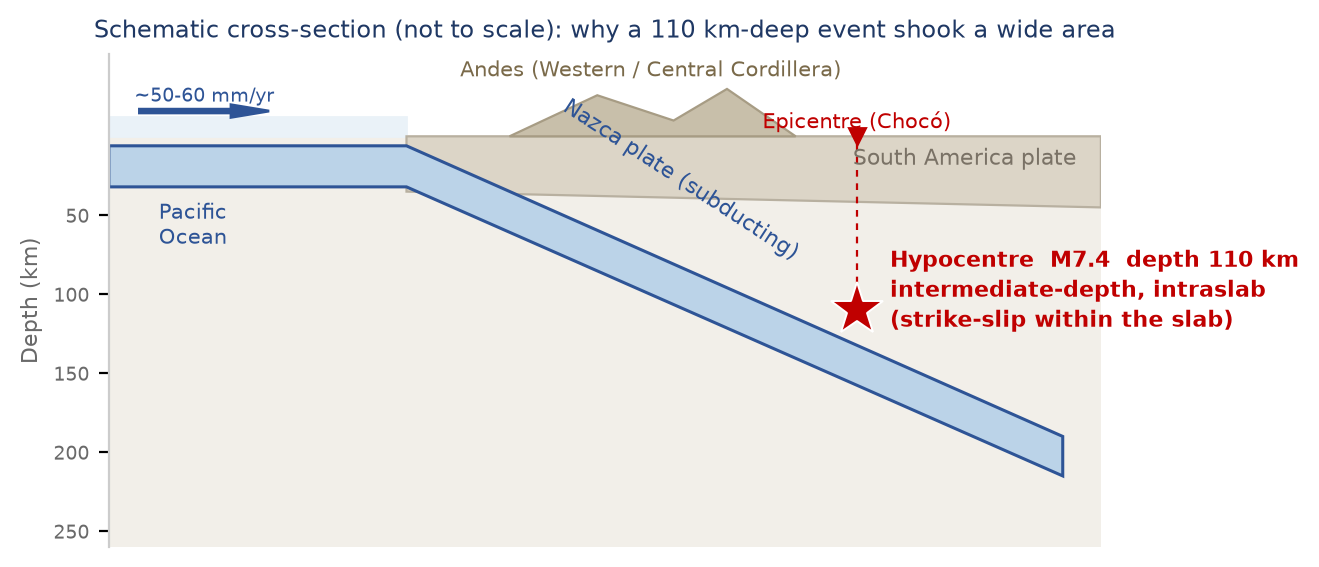 Schematic cross-section (not to scale): why a 110 km-deep event shook a wide area
Andes (Western / Central Cordillera)
~50-60 mm/yr
Epicentre (Chocó)
Nazca plate (subducting)
South America plate
Pacific
Ocean
Hypocentre  M7.4  depth 110 km
intermediate-depth, intraslab
(strike-slip within the slab)
Depth (km)
50
100
150
200
250